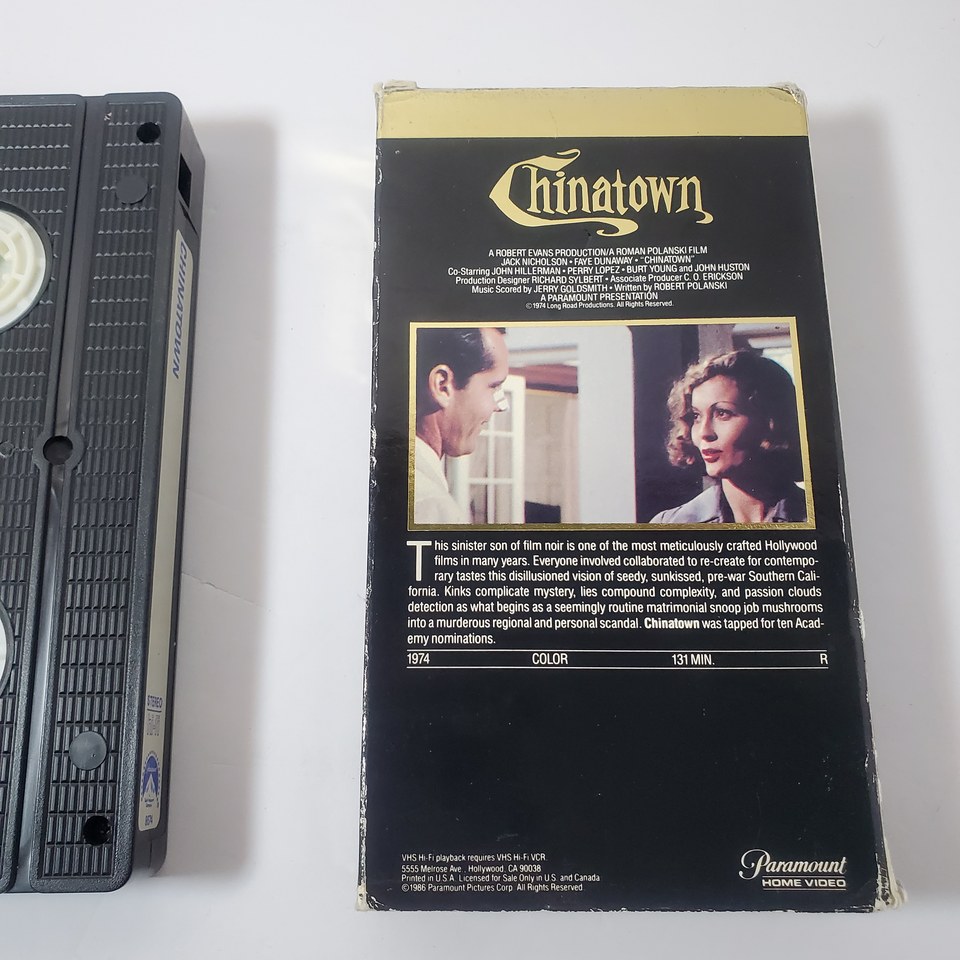 CHINATOWN
STEREO
8674
Chinatown
A ROBERT EVANS PRODUCTION/A ROMAN POLANSKI FILM
JACK NICHOLSON • FAYE DUNAWAY • "CHINATOWN"
Co-Starring JOHN HILLERMAN • PERRY LOPEZ • BURT YOUNG and JOHN HUSTON
Production Designer RICHARD SYLBERT • Associate Producer C. O. ERICKSON
Music Scored by JERRY GOLDSMITH • Written by ROBERT POLANSKI
A PARAMOUNT PRESENTATION
©1974 Long Road Productions. All Rights Reserved.
This sinister son of film noir is one of the most meticulously crafted Hollywood
films in many years. Everyone involved collaborated to re-create for contempo-
rary tastes this disillusioned vision of seedy, sunkissed, pre-war Southern Cali-
fornia. Kinks complicate mystery, lies compound complexity, and passion clouds
detection as what begins as a seemingly routine matrimonial snoop job mushrooms
into a murderous regional and personal scandal. Chinatown was tapped for ten Acad-
emy nominations.
1974 COLOR 131 MIN. R
VHS Hi-Fi playback requires VHS Hi-Fi VCR.
5555 Melrose Ave., Hollywood, CA 90038
Printed in U.S.A. Licensed for Sale Only in U.S. and Canada
©1986 Paramount Pictures Corp. All Rights Reserved.
Paramount
HOME VIDEO